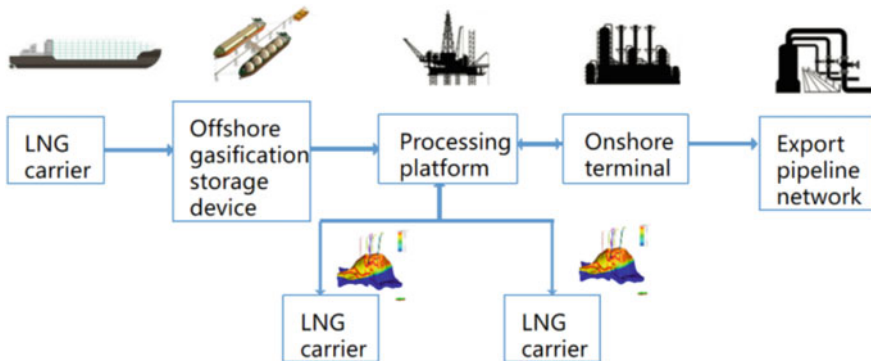 LNG
carrier
Offshore
gasification
storage
device
Processing
platform
Onshore
terminal
Export
pipeline
network
LNG
carrier
LNG
carrier